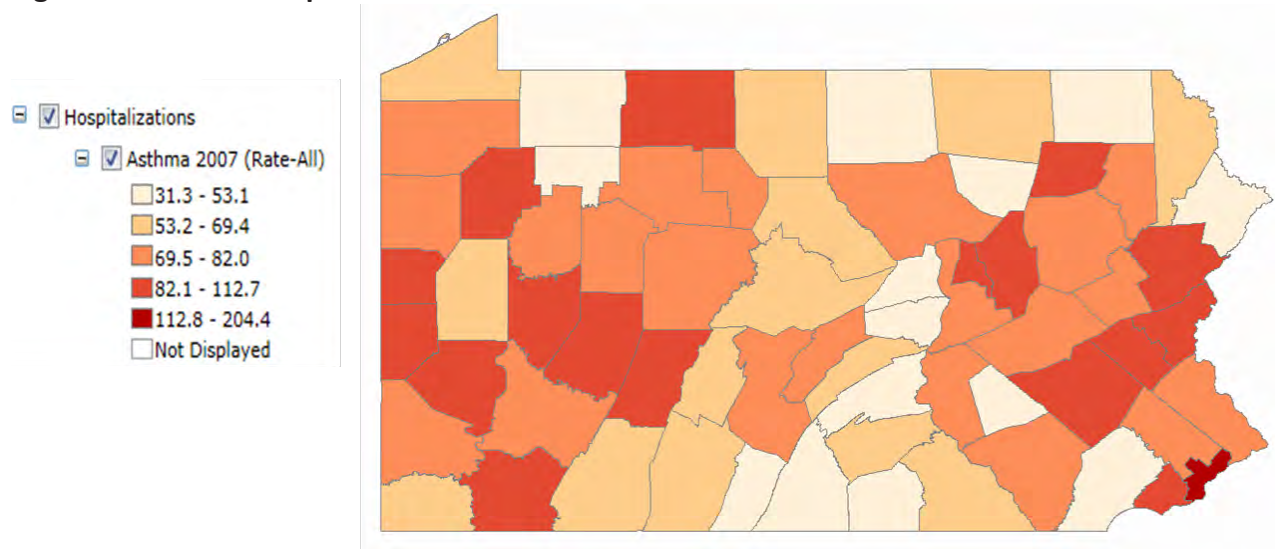 Hospitalizations
Asthma 2007 (Rate-All)
31.3 - 53.1
53.2 - 69.4
69.5 - 82.0
82.1 - 112.7
112.8 - 204.4
Not Displayed